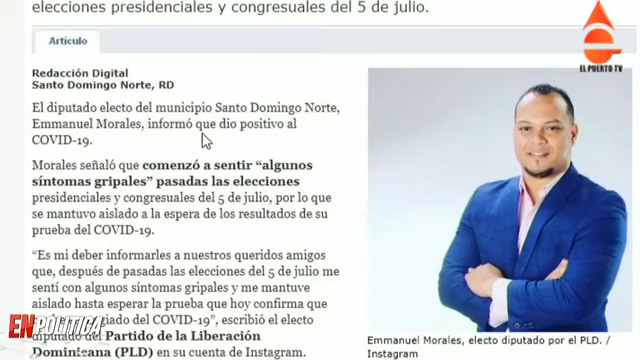 elecciones presidenciales y congresuales del 5 de julio.
Artículo
EL PUERTO TV
Redacción Digital
Santo Domingo Norte, RD
El diputado electo del municipio Santo Domingo Norte,
Emmanuel Morales, informó que dio positivo al
COVID-19.
Morales señaló que comenzó a sentir “algunos
síntomas gripales” pasadas las elecciones
presidenciales y congresuales del 5 de julio, por lo que
se mantuvo aislado a la espera de los resultados de su
prueba del COVID-19.
“Es mi deber informarles a nuestros queridos amigos
que, después de pasadas las elecciones del 5 de julio me
sentí con algunos síntomas gripales y me mantuve
aislado hasta esperar la prueba que hoy confirma que
iado del COVID-19”, escribió el electo
diputado del Partido de la Liberación
Dominicana (PLD) en su cuenta de Instagram.
EN POLITICA
Emmanuel Morales, electo diputado por el PLD. /
Instagram